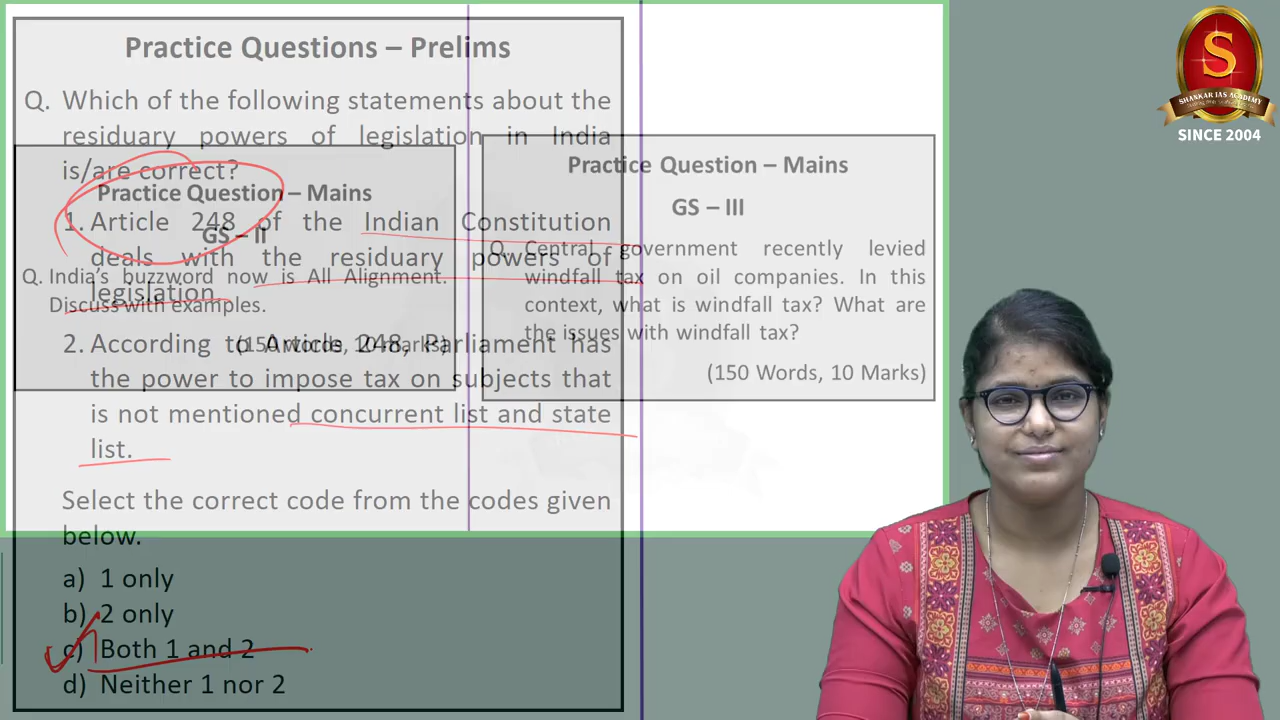 Practice Questions – Prelims
Q. Which of the following statements about the
residuary powers of legislation in India
is/are correct?
1. Article 248 of the Indian Constitution
deals with the residuary powers of
legislation
2. According to Article 248, Parliament has
the power to impose tax on subjects that
is not mentioned concurrent list and state
list.
Select the correct code from the codes given
below.
a) 1 only
b) 2 only
c) Both 1 and 2
d) Neither 1 nor 2
Practice Question – Mains
GS – II
Q. India's buzzword now is All Alignment.
Discuss with examples.
(150 words, 10 marks)
Practice Question – Mains
GS – III
Q. Central government recently levied
windfall tax on oil companies. In this
context, what is windfall tax? What are
the issues with windfall tax?
(150 Words, 10 Marks)
S
SHANKAR IAS ACADEMY
SINCE 2004